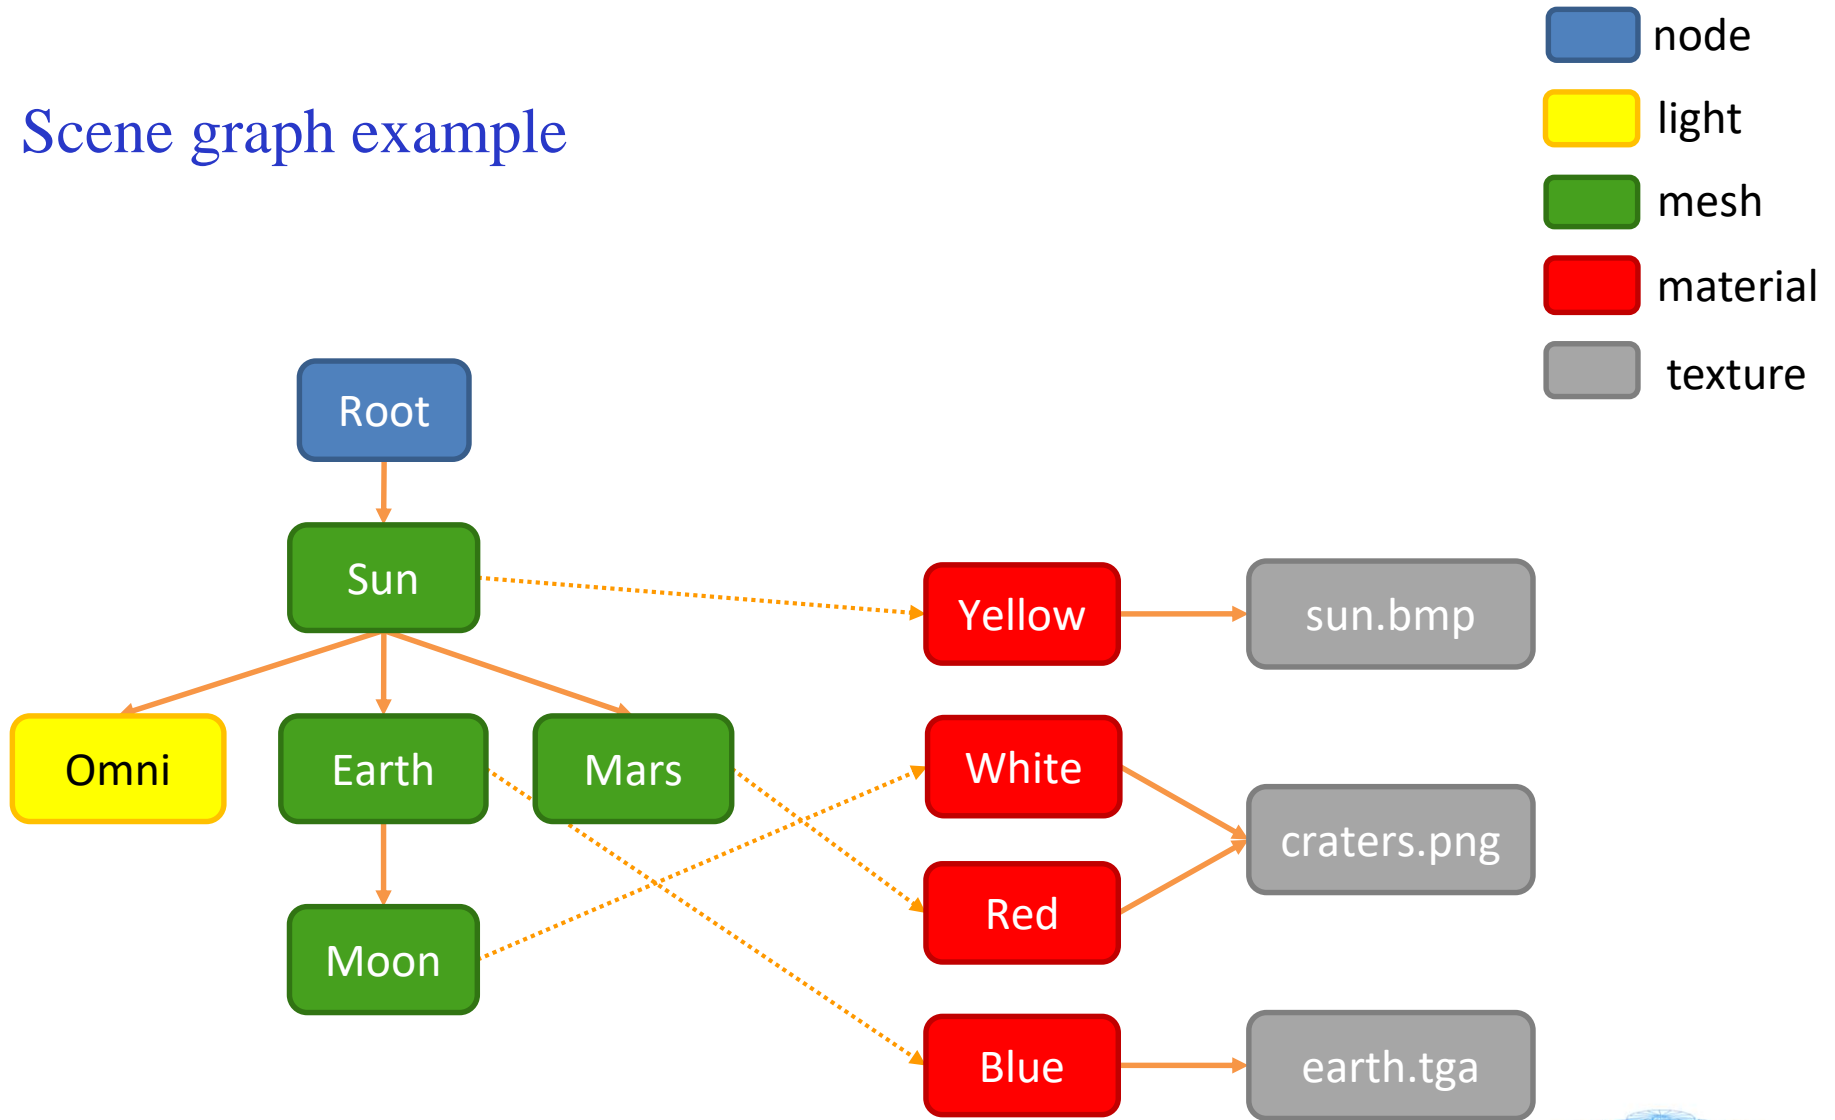 node
light
Scene graph example
mesh
material
texture
Root
Sun
Yellow
sun.bmp
Omni
Earth
Mars
White
craters.png
Red
Moon
Blue
earth.tga